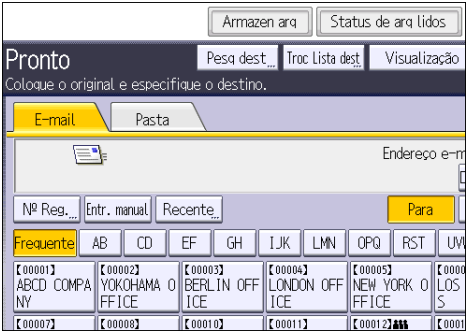 Armazen arq Status de arq lidos
Pronto Pesq dest... Troc Lista dest. Visualização
Coloque o original e especifique o destino.
E-mail Pasta
Endereço e-m
Nº Reg... Entr. manual Recente... Para
Frequente AB CD EF GH IJK LMN OPQ RST UV
[00001] [00002] [00003] [00004] [00005]
ABCD COMPA YOKOHAMA O BERLIN OFF LONDON OFF NEW YORK O LOS
NY FFICE ICE ICE FFICE S
[00007] [00008] [00010] [00011] [00012]